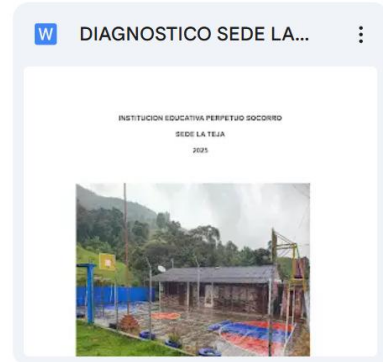 W DIAGNOSTICO SEDE LA...
INSTITUCION EDUCATIVA PERPETUO SOCORRO
SEDE LA TEJA
2025